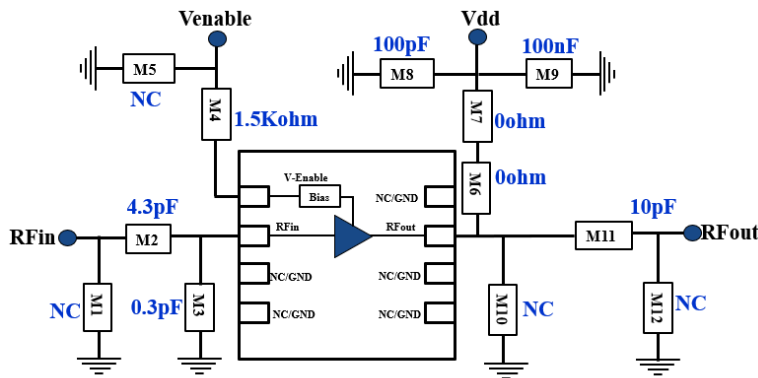 Venable
Vdd
100pF
100nF
M5
M8
M9
NC
M4
1.5Kohm
M7
0ohm
V-Enable
Bias
NC/GND
M6
0ohm
4.3pF
10pF
RFin
M2
RFin
RFout
M11
RFout
NC/GND
NC/GND
NC
M1
0.3pF
M3
NC/GND
NC/GND
M10
NC
M12
NC